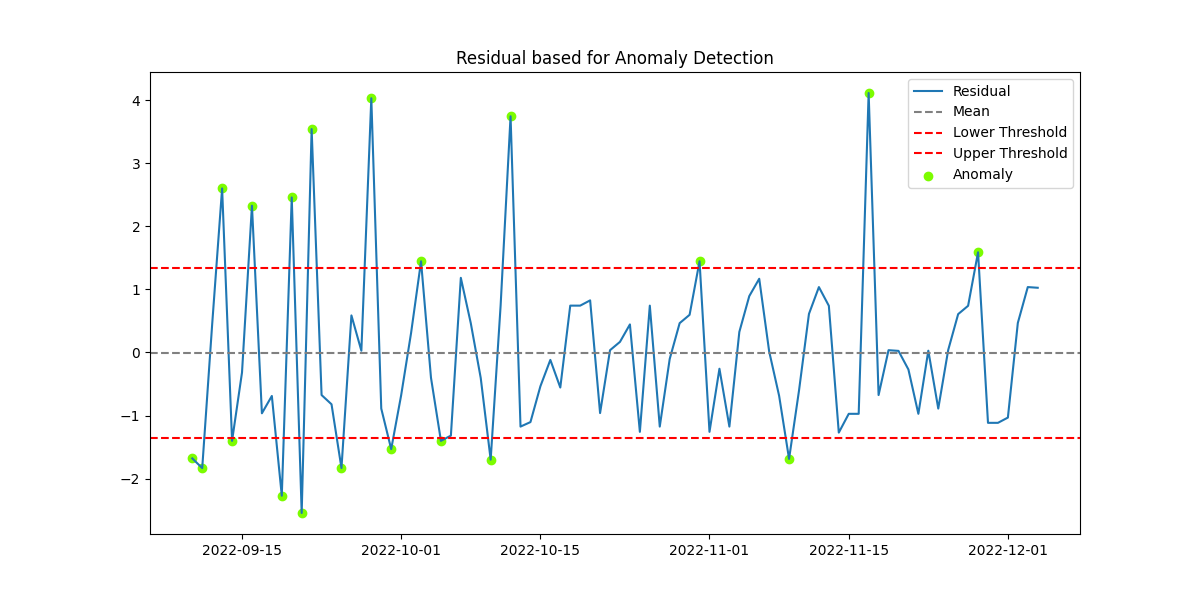 Residual based for Anomaly Detection
Residual
Mean
Lower Threshold
Upper Threshold
Anomaly
4
3
2
1
0
−1
−2
2022-09-15
2022-10-01
2022-10-15
2022-11-01
2022-11-15
2022-12-01